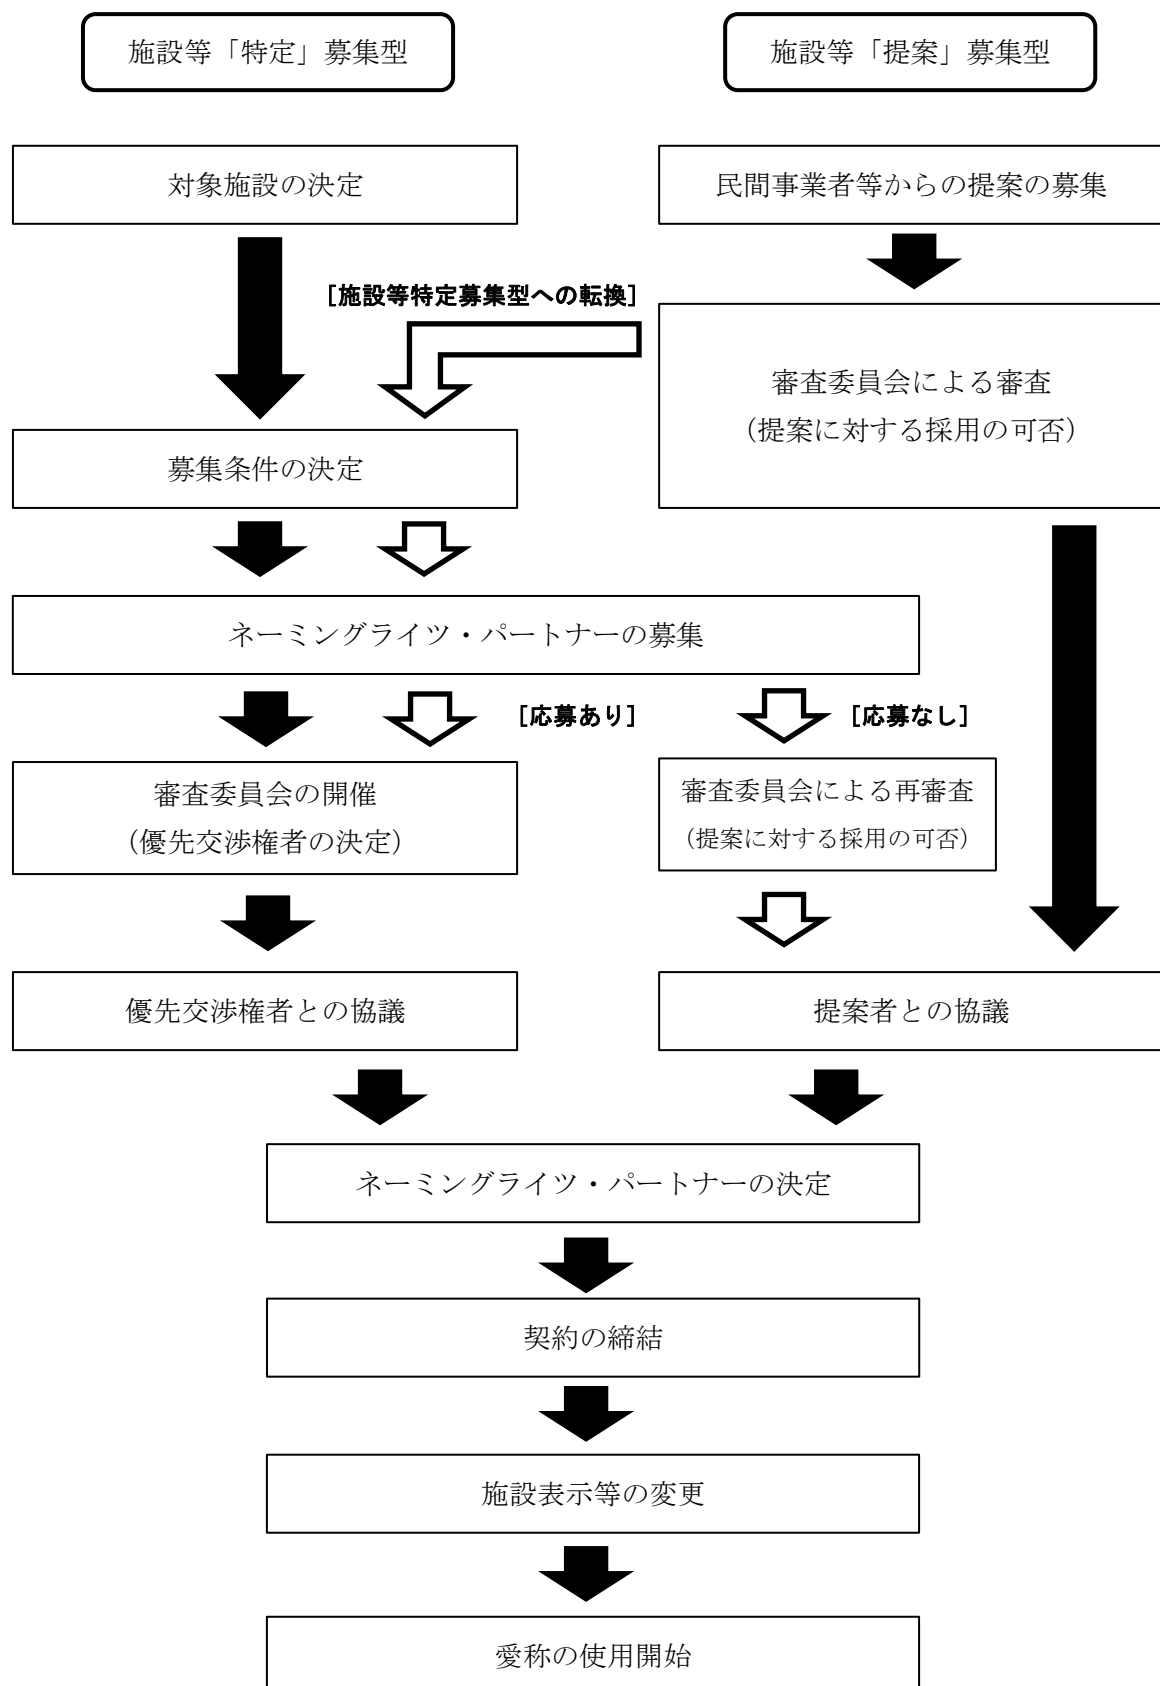 施設等「特定」募集型
施設等「提案」募集型
対象施設の決定
民間事業者等からの提案の募集
[施設等特定募集型への転換]
審査委員会による審査
（提案に対する採用の可否）
募集条件の決定
ネーミングライツ・パートナーの募集
[応募あり]
[応募なし]
審査委員会の開催
（優先交渉権者の決定）
審査委員会による再審査
（提案に対する採用の可否）
優先交渉権者との協議
提案者との協議
ネーミングライツ・パートナーの決定
契約の締結
施設表示等の変更
愛称の使用開始